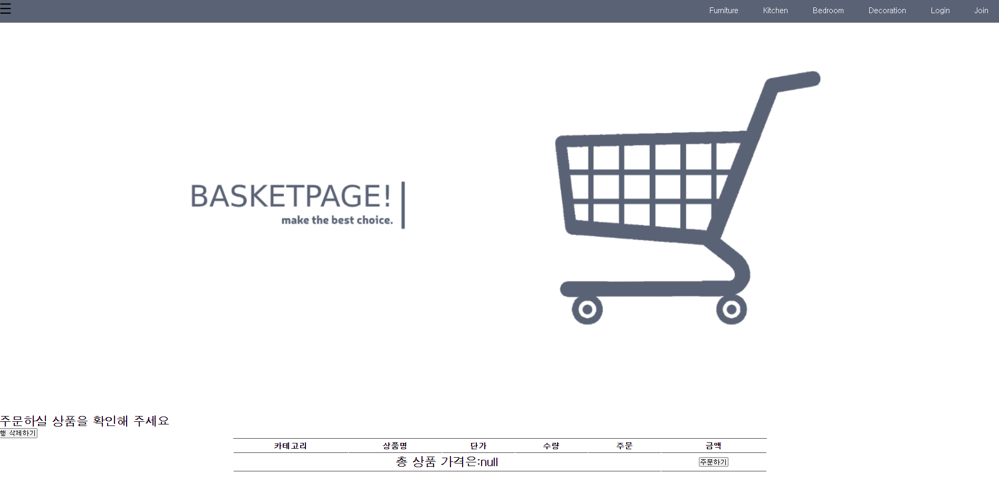 ☰ Furniture Kitchen Bedroom Decoration Login Join
BASKETPAGE!
make the best choice.
주문하실 상품을 확인해 주세요
행 삭제하기
카테고리 상품명 단가 수량 주문 금액
총 상품 가격은:null 주문하기